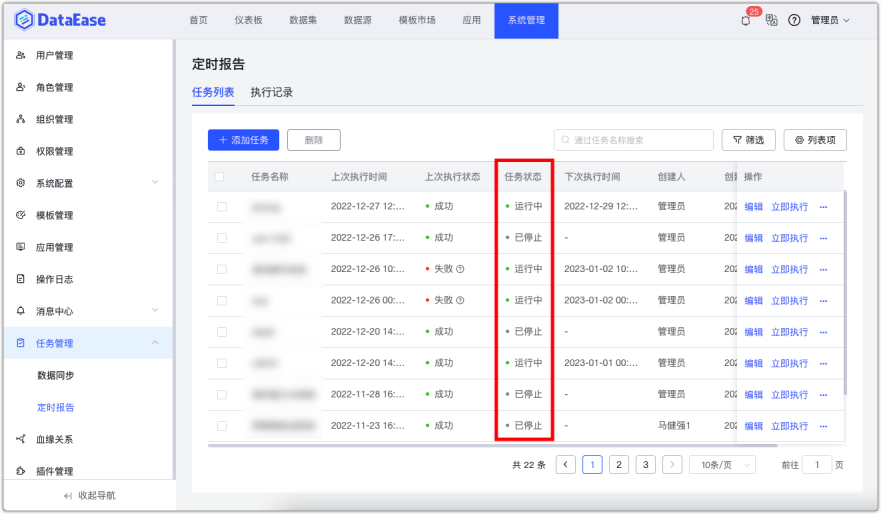 DataEase 首页 仪表板 数据集 数据源 模板市场 应用 系统管理 25 管理员
用户管理
角色管理
组织管理
权限管理
系统配置
模板管理
应用管理
操作日志
消息中心
任务管理
数据同步
定时报告
血缘关系
插件管理
收起导航
定时报告
任务列表 执行记录
+ 添加任务 删除 通过任务名称搜索 筛选 列表项
任务名称 上次执行时间 上次执行状态 任务状态 下次执行时间 创建人 操作
2022-12-27 12:... 成功 运行中 2022-12-29 12:... 管理员 202 编辑 立即执行 ...
2022-12-26 17:... 成功 已停止 - 管理员 202 编辑 立即执行 ...
2022-12-26 10:... 失败 运行中 2023-01-02 10:... 管理员 202 编辑 立即执行 ...
2022-12-26 00:... 失败 运行中 2023-01-02 00:... 管理员 202 编辑 立即执行 ...
2022-12-20 14:... 成功 已停止 - 管理员 202 编辑 立即执行 ...
2022-12-20 14:... 成功 运行中 2023-01-01 00:... 管理员 202 编辑 立即执行 ...
2022-11-28 16:... 成功 已停止 - 管理员 202 编辑 立即执行 ...
2022-11-23 16:... 成功 已停止 - 马健强1 202 编辑 立即执行 ...
共 22 条 < 1 2 3 > 10条/页 前往 1 页